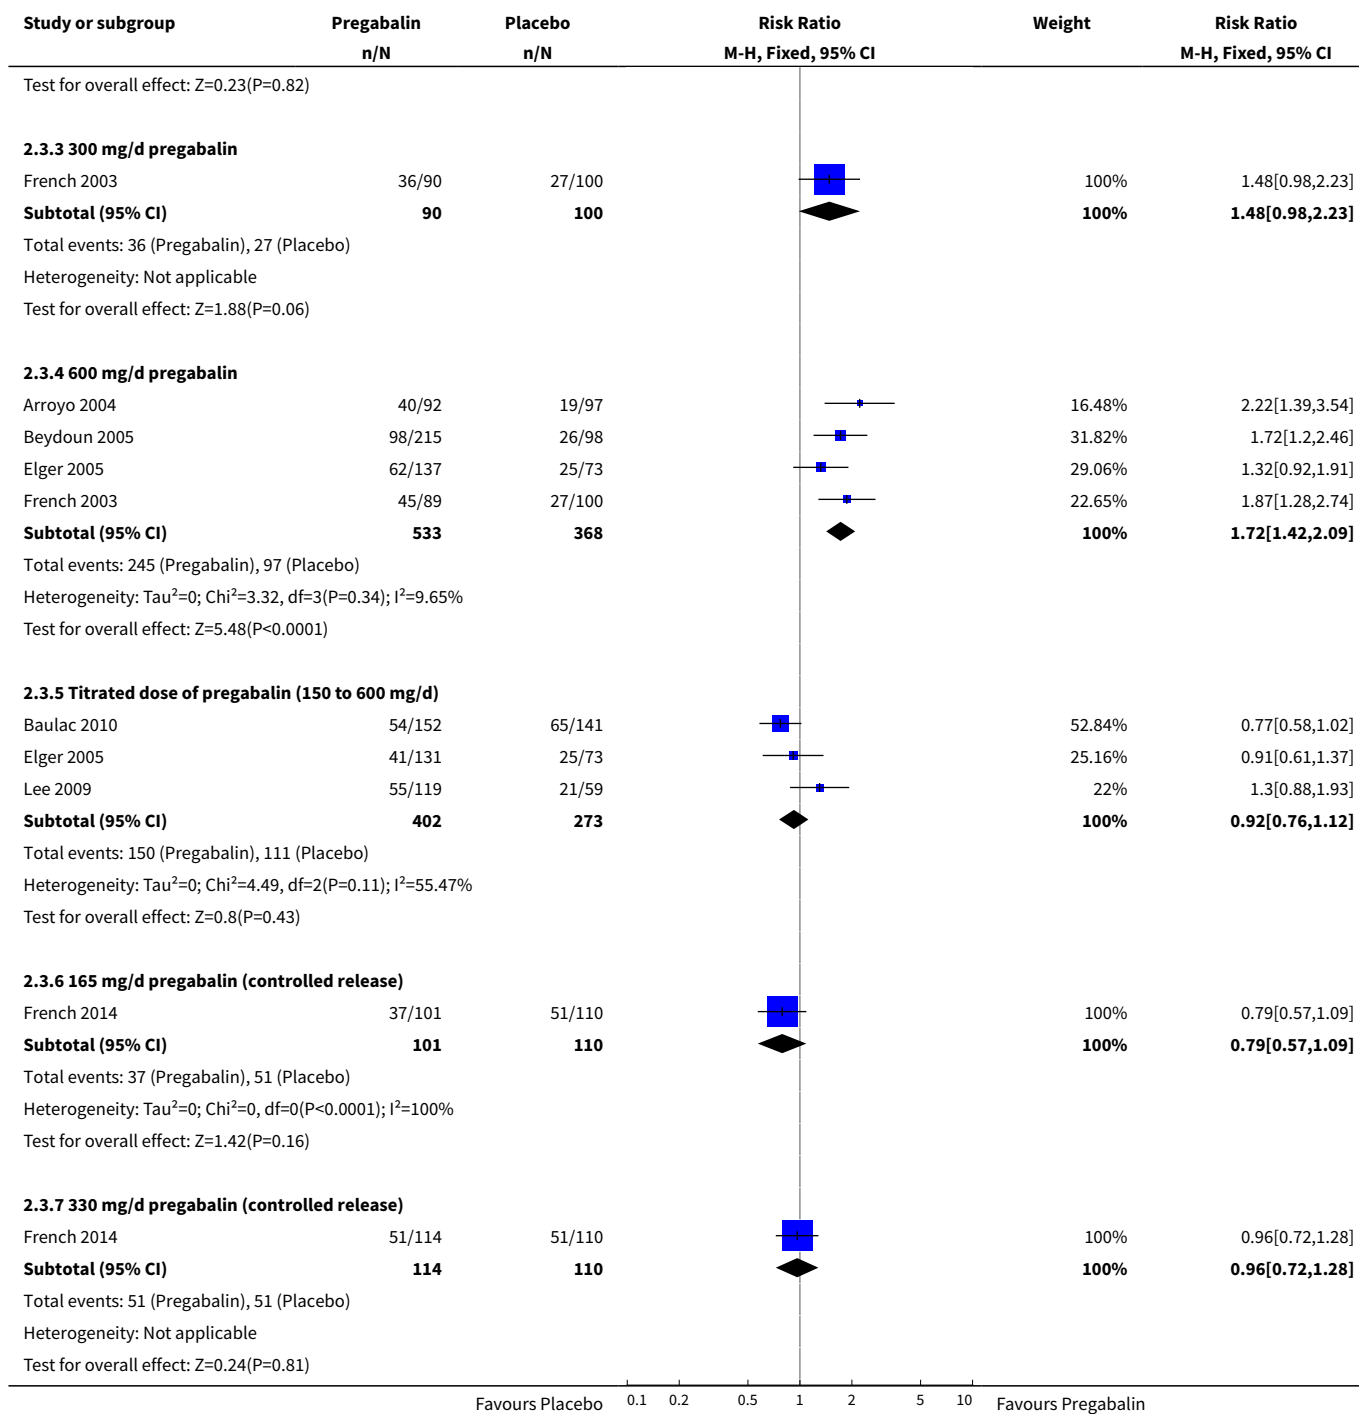 Study or subgroup Pregabalin Placebo Risk Ratio Weight Risk Ratio
n/N n/N M-H, Fixed, 95% CI M-H, Fixed, 95% CI
Test for overall effect: Z=0.23(P=0.82)
2.3.3 300 mg/d pregabalin
French 2003 36/90 27/100 100% 1.48[0.98,2.23]
Subtotal (95% CI) 90 100 100% 1.48[0.98,2.23]
Total events: 36 (Pregabalin), 27 (Placebo)
Heterogeneity: Not applicable
Test for overall effect: Z=1.88(P=0.06)
2.3.4 600 mg/d pregabalin
Arroyo 2004 40/92 19/97 16.48% 2.22[1.39,3.54]
Beydoun 2005 98/215 26/98 31.82% 1.72[1.2,2.46]
Elger 2005 62/137 25/73 29.06% 1.32[0.92,1.91]
French 2003 45/89 27/100 22.65% 1.87[1.28,2.74]
Subtotal (95% CI) 533 368 100% 1.72[1.42,2.09]
Total events: 245 (Pregabalin), 97 (Placebo)
Heterogeneity: Tau²=0; Chi²=3.32, df=3(P=0.34); I²=9.65%
Test for overall effect: Z=5.48(P<0.0001)
2.3.5 Titrated dose of pregabalin (150 to 600 mg/d)
Baulac 2010 54/152 65/141 52.84% 0.77[0.58,1.02]
Elger 2005 41/131 25/73 25.16% 0.91[0.61,1.37]
Lee 2009 55/119 21/59 22% 1.3[0.88,1.93]
Subtotal (95% CI) 402 273 100% 0.92[0.76,1.12]
Total events: 150 (Pregabalin), 111 (Placebo)
Heterogeneity: Tau²=0; Chi²=4.49, df=2(P=0.11); I²=55.47%
Test for overall effect: Z=0.8(P=0.43)
2.3.6 165 mg/d pregabalin (controlled release)
French 2014 37/101 51/110 100% 0.79[0.57,1.09]
Subtotal (95% CI) 101 110 100% 0.79[0.57,1.09]
Total events: 37 (Pregabalin), 51 (Placebo)
Heterogeneity: Tau²=0; Chi²=0, df=0(P<0.0001); I²=100%
Test for overall effect: Z=1.42(P=0.16)
2.3.7 330 mg/d pregabalin (controlled release)
French 2014 51/114 51/110 100% 0.96[0.72,1.28]
Subtotal (95% CI) 114 110 100% 0.96[0.72,1.28]
Total events: 51 (Pregabalin), 51 (Placebo)
Heterogeneity: Not applicable
Test for overall effect: Z=0.24(P=0.81)
Favours Placebo 0.1 0.2 0.5 1 2 5 10 Favours Pregabalin